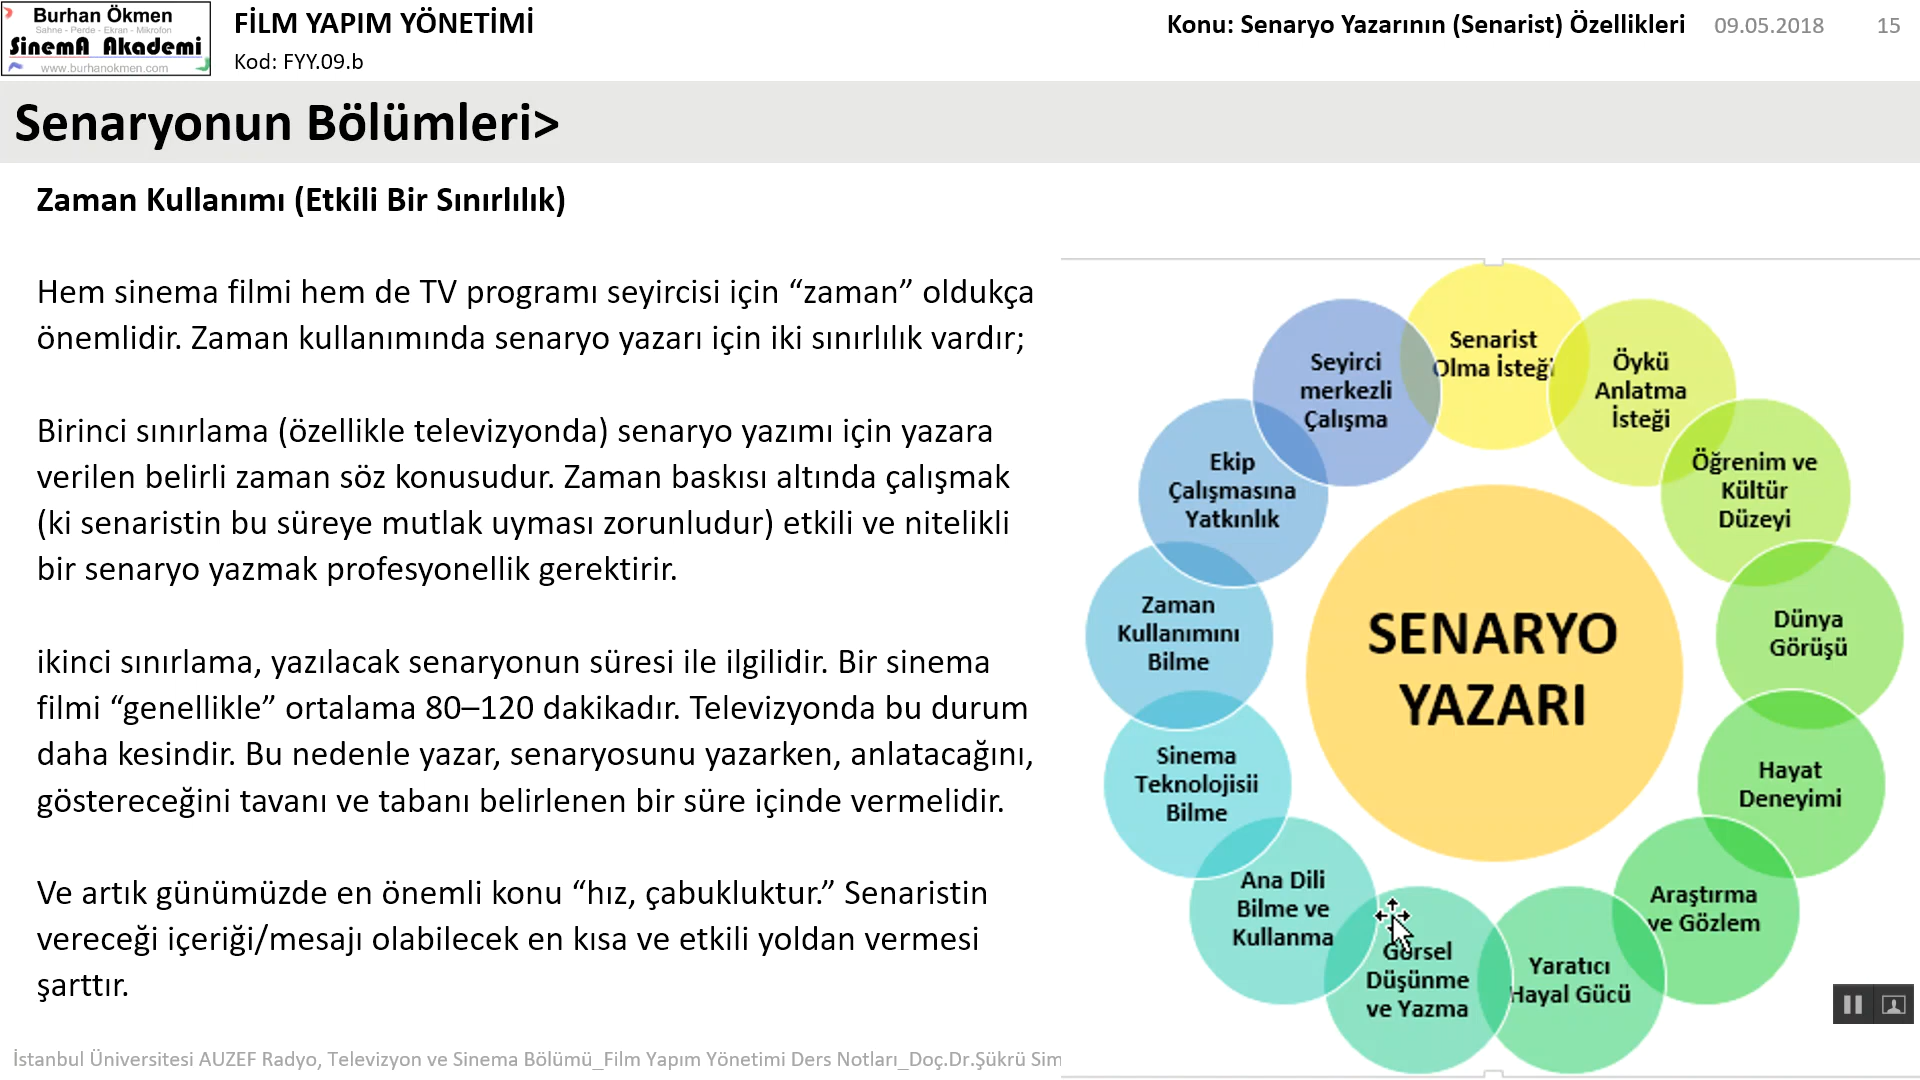 Burhan Ökmen
Sahne - Perde - Ekran - Mikrofon
SinemA Akademi
www.burhanokmen.com
FİLM YAPIM YÖNETİMİ
Kod: FYY.09.b
Konu: Senaryo Yazarının (Senarist) Özellikleri
09.05.2018
15
Senaryonun Bölümleri>
Zaman Kullanımı (Etkili Bir Sınırlılık)
Hem sinema filmi hem de TV programı seyircisi için “zaman” oldukça
önemlidir. Zaman kullanımında senaryo yazarı için iki sınırlılık vardır;
Birinci sınırlama (özellikle televizyonda) senaryo yazımı için yazara
verilen belirli zaman söz konusudur. Zaman baskısı altında çalışmak
(ki senaristin bu süreye mutlak uyması zorunludur) etkili ve nitelikli
bir senaryo yazmak profesyonellik gerektirir.
ikinci sınırlama, yazılacak senaryonun süresi ile ilgilidir. Bir sinema
filmi “genellikle” ortalama 80–120 dakikadır. Televizyonda bu durum
daha kesindir. Bu nedenle yazar, senaryosunu yazarken, anlatacağını,
göstereceğini tavanı ve tabanı belirlenen bir süre içinde vermelidir.
Ve artık günümüzde en önemli konu “hız, çabukluktur.” Senaristin
vereceği içeriği/mesajı olabilecek en kısa ve etkili yoldan vermesi
şarttır.
Senarist
Olma İsteği
Öykü
Anlatma
İsteği
Öğrenim ve
Kültür
Düzeyi
Dünya
Görüşü
Hayat
Deneyimi
Araştırma
ve Gözlem
Yaratıcı
Hayal Gücü
Görsel
Düşünme
ve Yazma
Ana Dili
Bilme ve
Kullanma
Sinema
Teknolojisii
Bilme
Zaman
Kullanımını
Bilme
Ekip
Çalışmasına
Yatkınlık
Seyirci
merkezli
Çalışma
SENARYO
YAZARI
İstanbul Üniversitesi AUZEF Radyo, Televizyon ve Sinema Bölümü_Film Yapım Yönetimi Ders Notları_Doç.Dr.Şükrü Sim